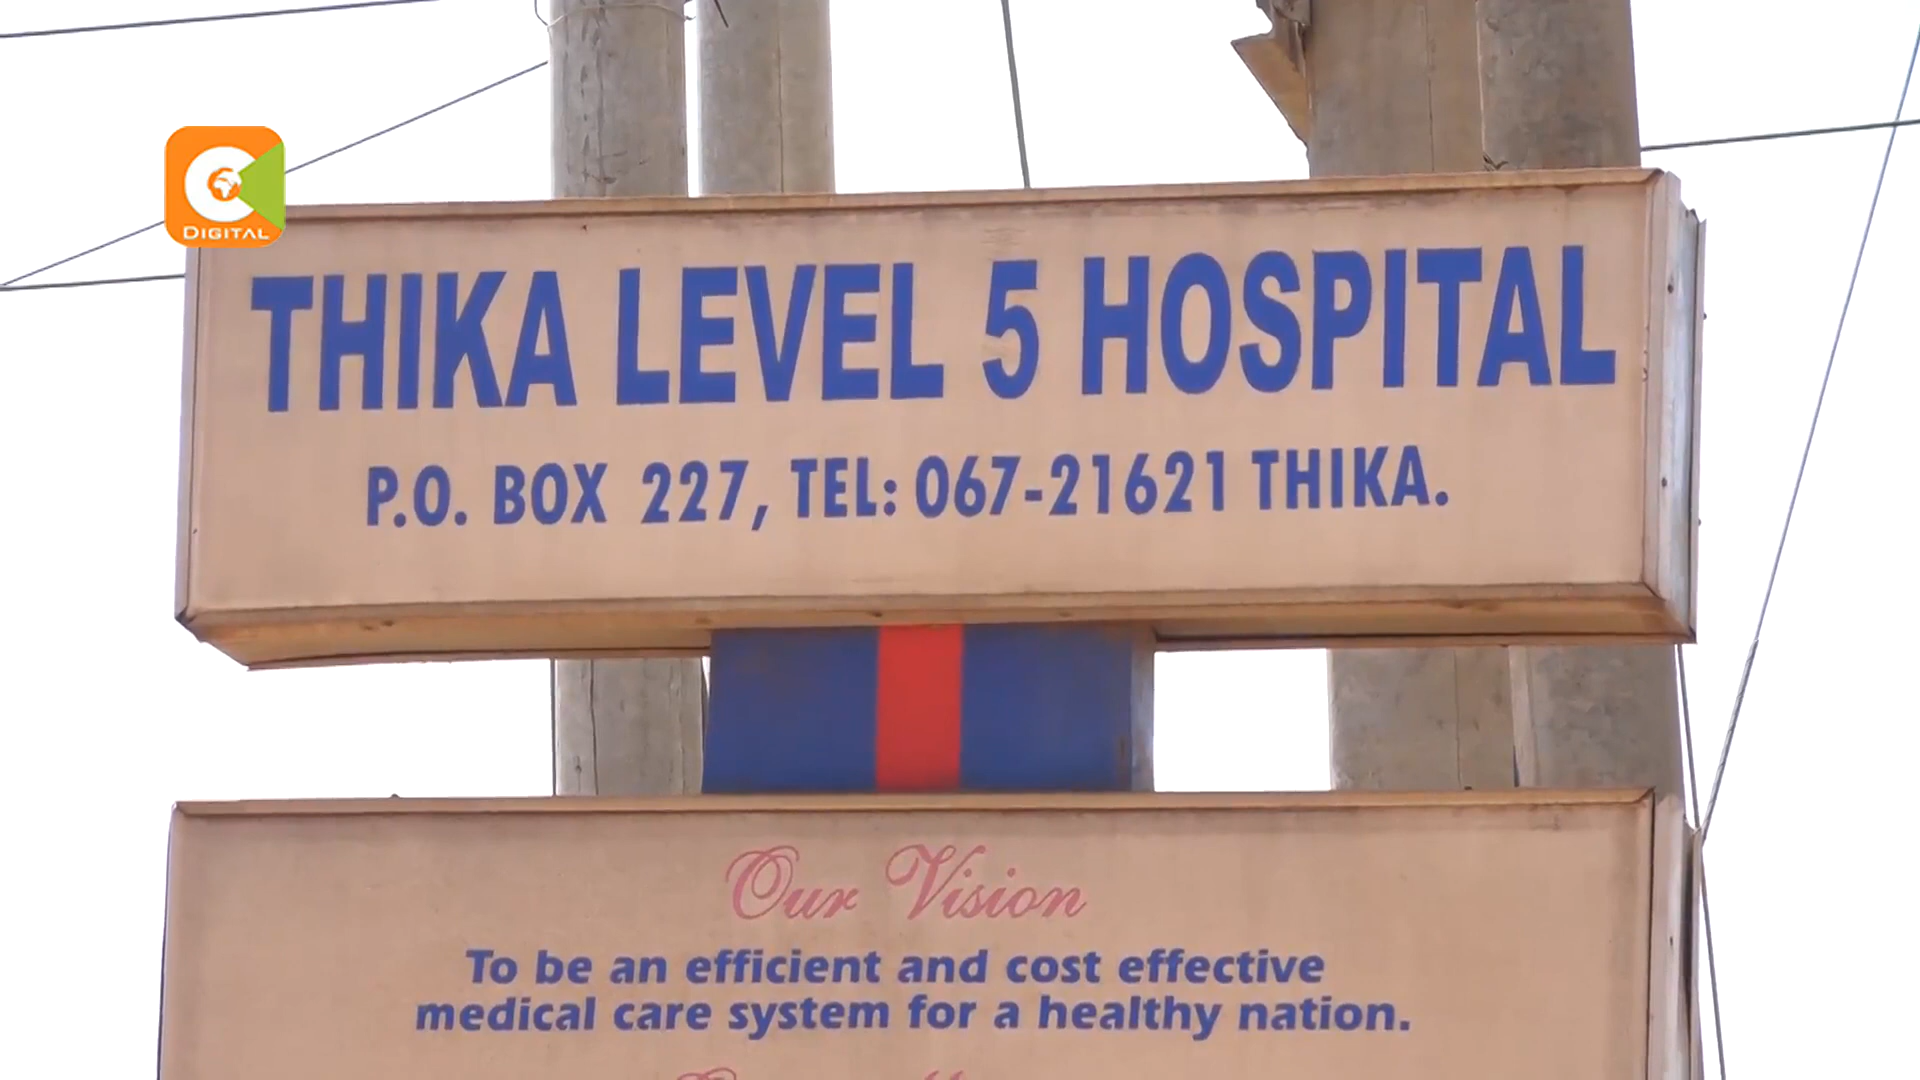 DIGITAL
THIKA LEVEL 5 HOSPITAL
P.O. BOX 227, TEL: 067-21621 THIKA.
Our Vision
To be an efficient and cost effective
medical care system for a healthy nation.